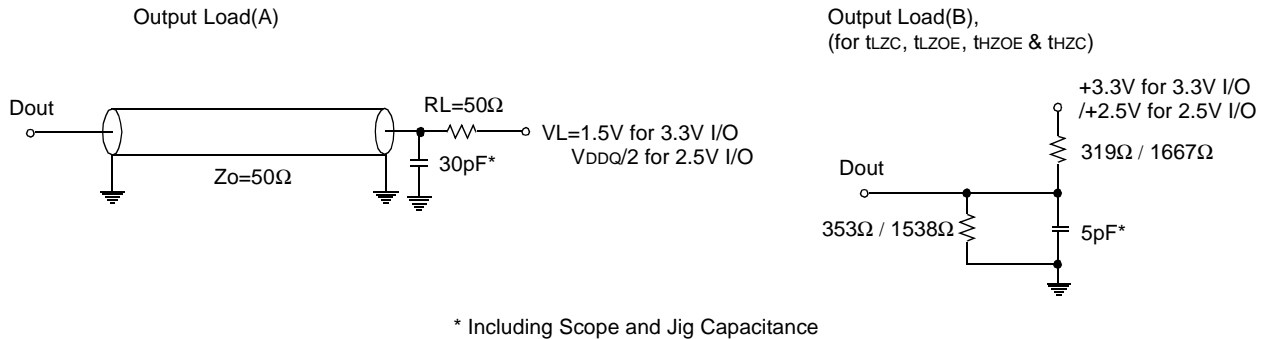 Output Load(A)
Dout
Zo=50Ω
RL=50Ω
30pF*
VL=1.5V for 3.3V I/O
VDDQ/2 for 2.5V I/O
Output Load(B),
(for tLZC, tLZOE, tHZOE & tHZC)
+3.3V for 3.3V I/O
/+2.5V for 2.5V I/O
319Ω / 1667Ω
Dout
353Ω / 1538Ω
5pF*
* Including Scope and Jig Capacitance